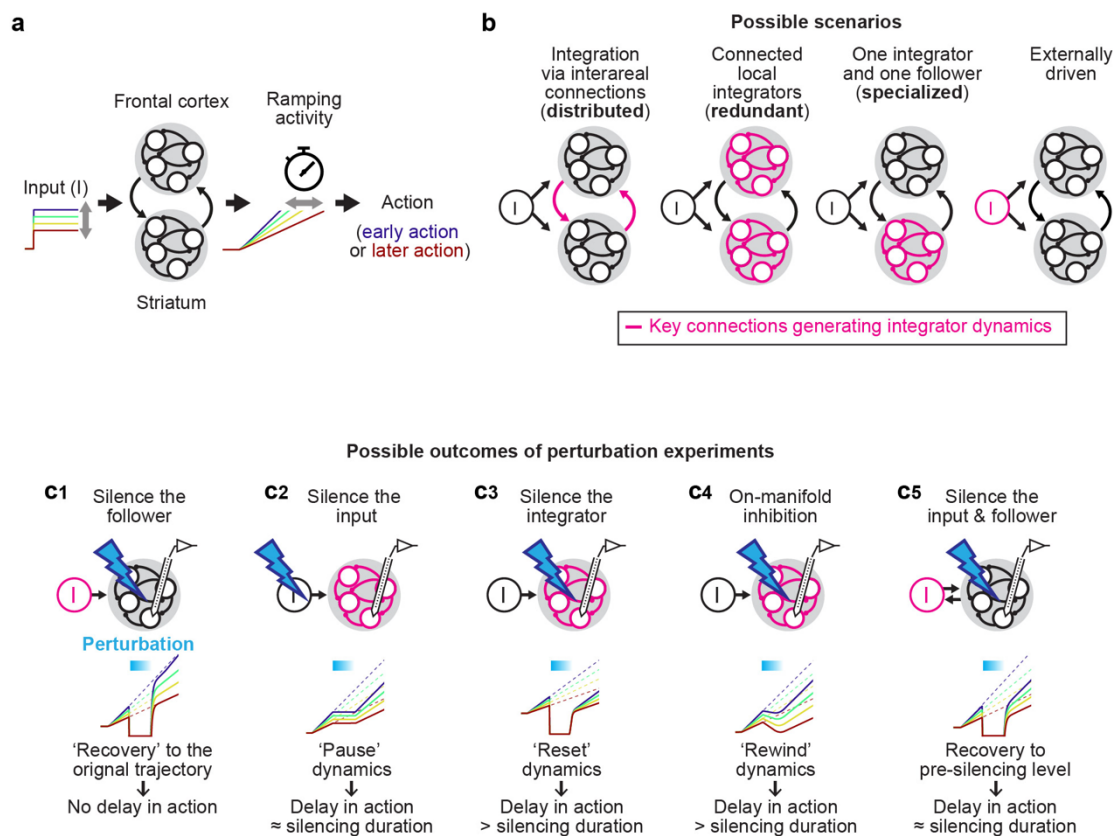 a
Frontal cortex
Ramping
activity
Input (I)
Action
(early action
or later action)
Striatum
b
Possible scenarios
Integration
via interareal
connections
(distributed)
Connected
local
integrators
(redundant)
One integrator
and one follower
(specialized)
Externally
driven
I
I
I
I
Key connections generating integrator dynamics
Possible outcomes of perturbation experiments
c1
Silence the
follower
I
Perturbation
'Recovery' to the
orignal trajectory
No delay in action
c2
Silence the
input
I
'Pause'
dynamics
Delay in action
≈ silencing duration
c3
Silence the
integrator
I
'Reset'
dynamics
Delay in action
> silencing duration
c4
On-manifold
inhibition
I
'Rewind'
dynamics
Delay in action
> silencing duration
c5
Silence the
input & follower
I
Recovery to
pre-silencing level
Delay in action
≈ silencing duration